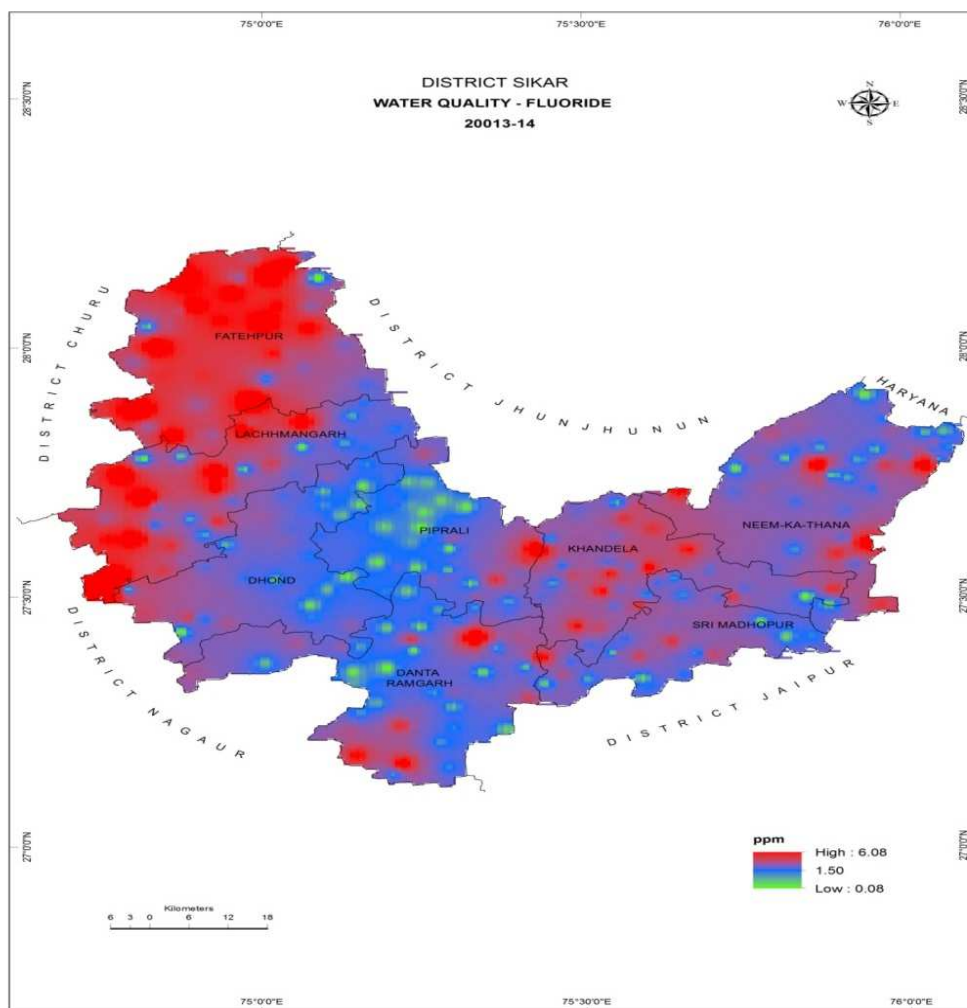 75°0'0"E
75°30'0"E
76°0'0"E
DISTRICT SIKAR
WATER QUALITY - FLUORIDE
20013-14
N
W E
S
28°30'0"N
28°30'0"N
DISTRICT CHURU
FATEHPUR
DISTRICT JHUNJHUNUN
28°0'0"N
28°0'0"N
HARYANA
LACHHMANGARH
PIPRALI
NEEM-KA-THANA
KHANDELA
DHOND
27°30'0"N
27°30'0"N
SRI MADHOPUR
DANTA
RAMGARH
DISTRICT NAGAUR
DISTRICT JAIPUR
27°0'0"N
27°0'0"N
ppm
High : 6.08
1.50
Low : 0.08
Kilometers
6 3 0 6 12 18
75°0'0"E
75°30'0"E
76°0'0"E